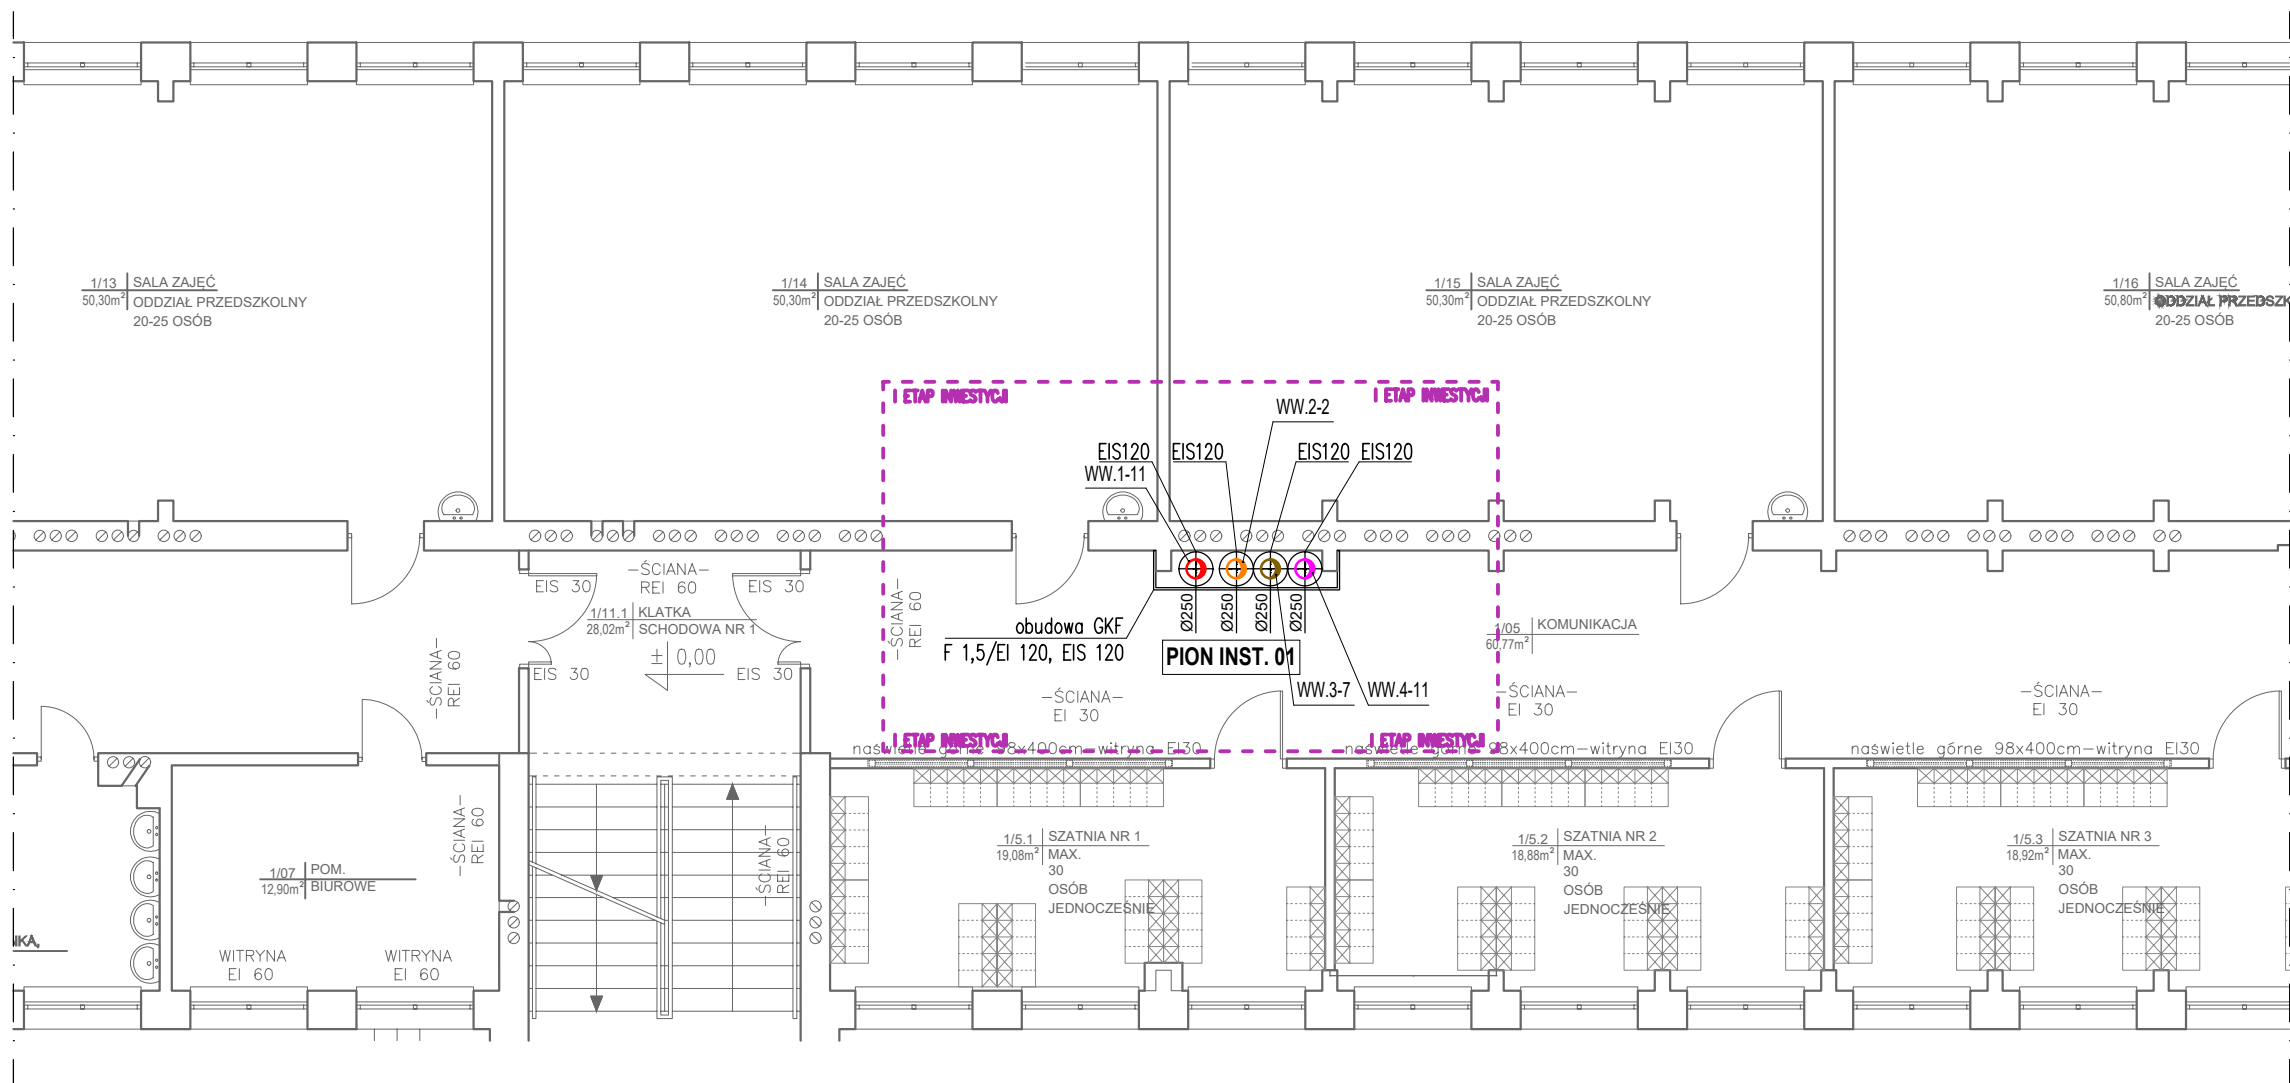 1/13 SALA ZAJĘĆ
50,30m² ODDZIAŁ PRZEDSZKOLNY
20-25 OSÓB
1/14 SALA ZAJĘĆ
50,30m² ODDZIAŁ PRZEDSZKOLNY
20-25 OSÓB
1/15 SALA ZAJĘĆ
50,30m² ODDZIAŁ PRZEDSZKOLNY
20-25 OSÓB
1/16 SALA ZAJĘĆ
50,80m² ODDZIAŁ PRZEDSZK
20-25 OSÓB
I ETAP INWESTYCJI
I ETAP INWESTYCJI
WW.2-2
EIS120
EIS120
EIS120
EIS120
WW.1-11
Ø250
Ø250
Ø250
Ø250
obudowa GKF
F 1,5/EI 120, EIS 120
PION INST. 01
WW.3-7
WW.4-11
I ETAP INWESTYCJI
I ETAP INWESTYCJI
-ŚCIANA-
REI 60
EIS 30
EIS 30
1/11.1 KLATKA
28,02m² SCHODOWA NR 1
± 0,00
EIS 30
EIS 30
-ŚCIANA-
REI 60
-ŚCIANA-
REI 60
1/05 KOMUNIKACJA
60,77m²
-ŚCIANA-
EI 30
-ŚCIANA-
EI 30
-ŚCIANA-
EI 30
naświetle górne 98x400cm-witryna EI30
naświetle górne 98x400cm-witryna EI30
naświetle górne 98x400cm-witryna EI30
-ŚCIANA-
REI 60
-ŚCIANA-
REI 60
1/07 POM.
12,90m² BIUROWE
WITRYNA
EI 60
WITRYNA
EI 60
1/5.1 SZATNIA NR 1
19,08m² MAX.
30
OSÓB
JEDNOCZEŚNIE
1/5.2 SZATNIA NR 2
18,88m² MAX.
30
OSÓB
JEDNOCZEŚNIE
1/5.3 SZATNIA NR 3
18,92m² MAX.
30
OSÓB
JEDNOCZEŚNIE